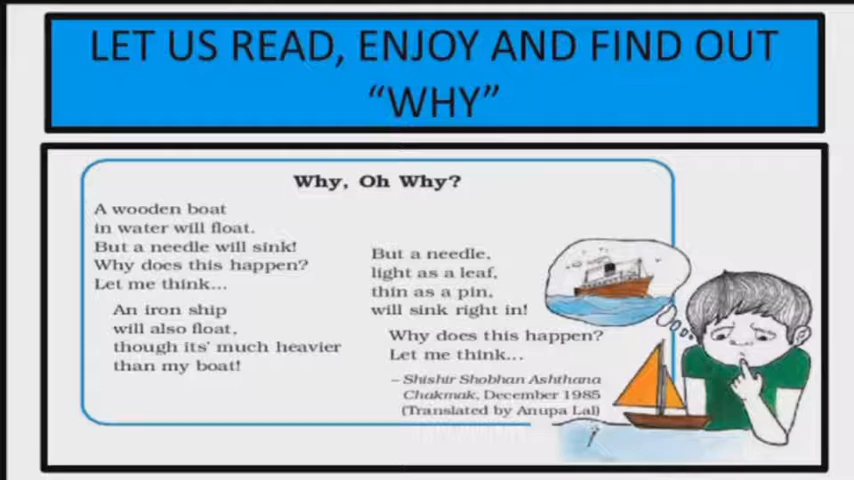 LET US READ, ENJOY AND FIND OUT
“WHY”
Why, Oh Why?
A wooden boat
in water will float.
But a needle will sink!
Why does this happen?
Let me think...
An iron ship
will also float,
though its' much heavier
than my boat!
But a needle,
light as a leaf,
thin as a pin,
will sink right in!
Why does this happen?
Let me think...
– Shishir Shobhan Ashthana
Chakmak, December 1985
(Translated by Anupa Lal)